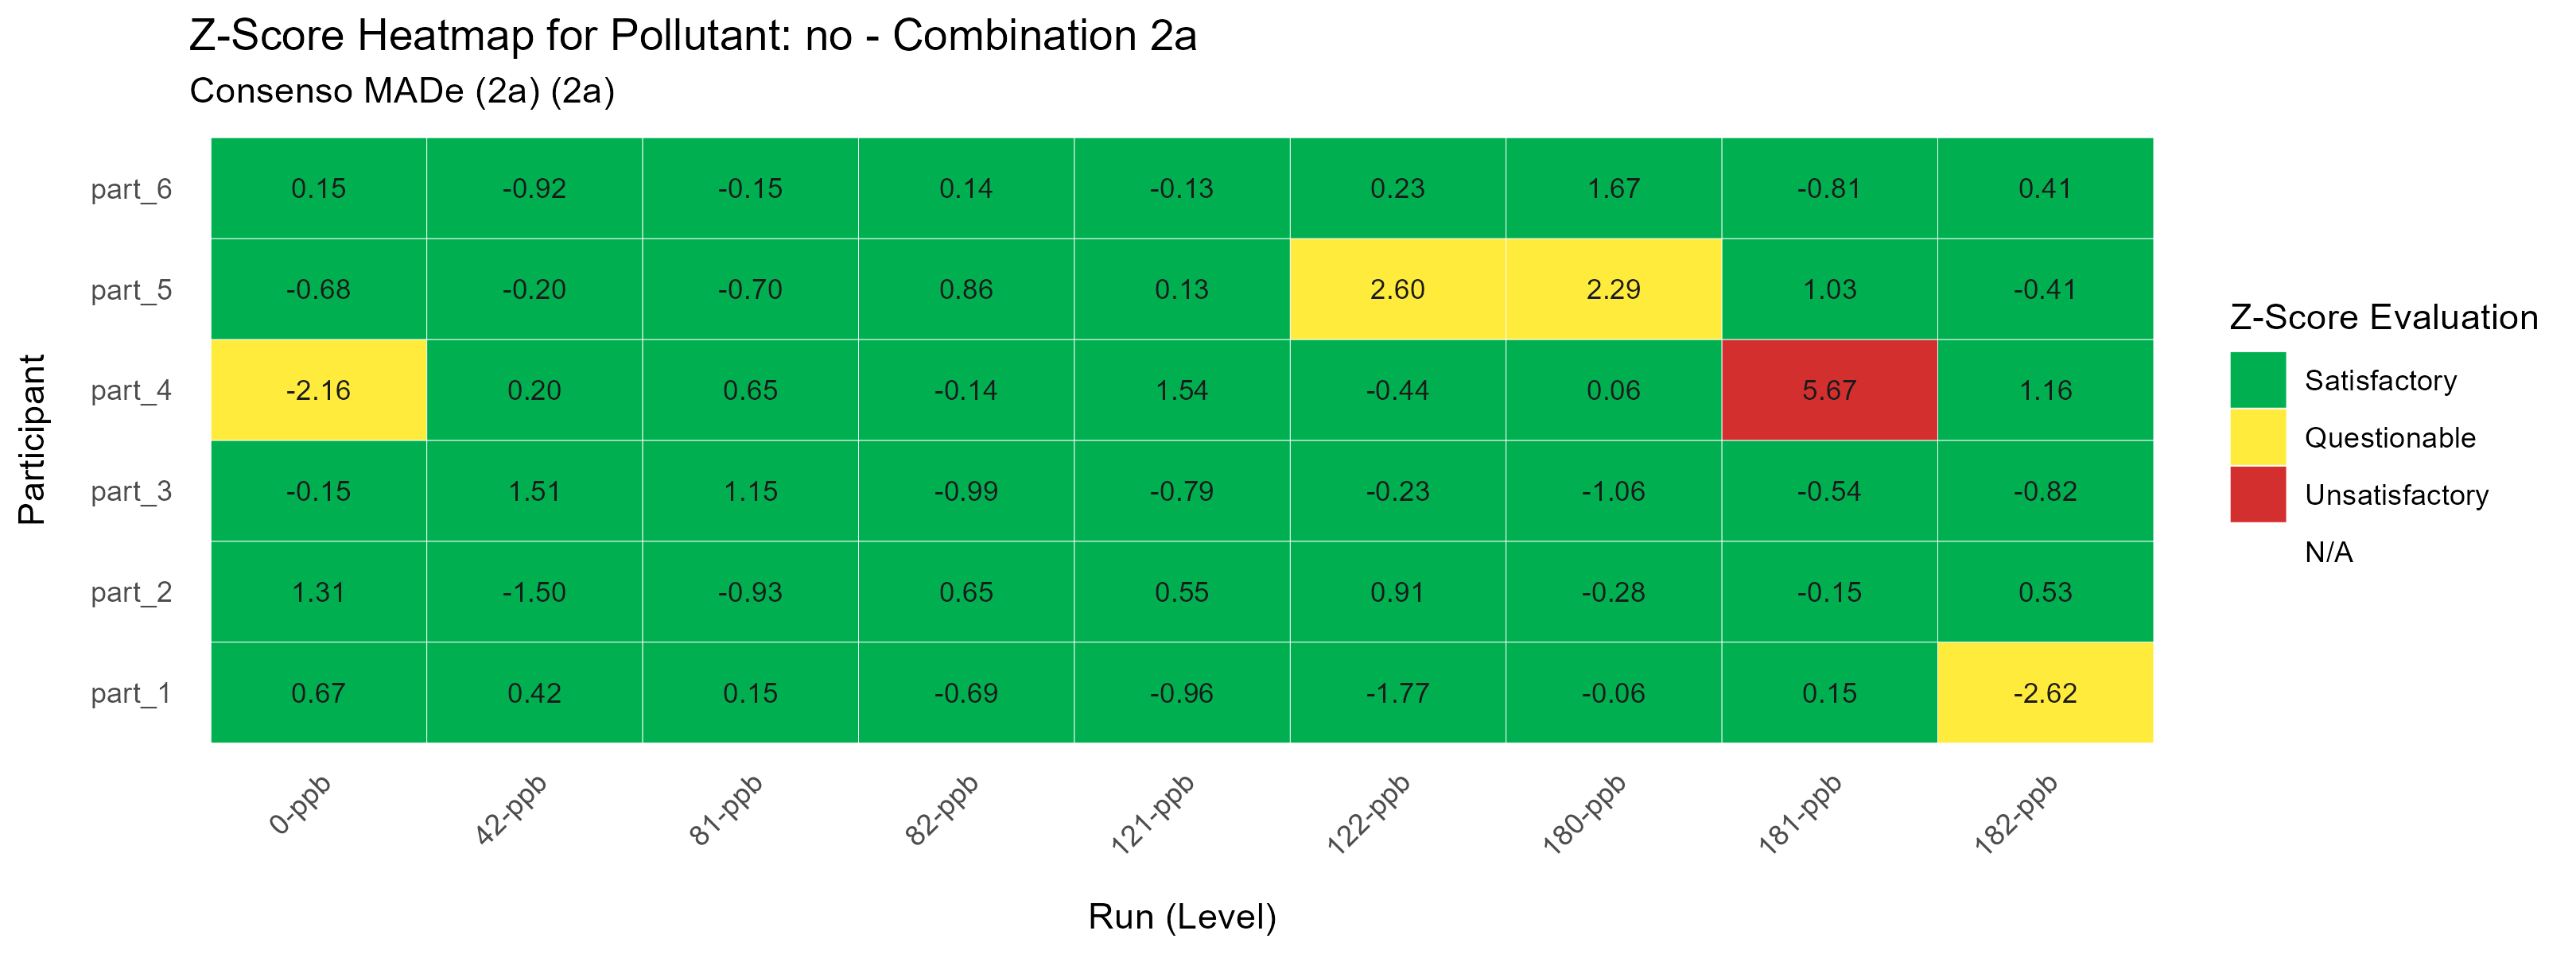 Z-Score Heatmap for Pollutant: no - Combination 2a
Consenso MADe (2a) (2a)
Participant
part_6 0.15 -0.92 -0.15 0.14 -0.13 0.23 1.67 -0.81 0.41
part_5 -0.68 -0.20 -0.70 0.86 0.13 2.60 2.29 1.03 -0.41
part_4 -2.16 0.20 0.65 -0.14 1.54 -0.44 0.06 5.67 1.16
part_3 -0.15 1.51 1.15 -0.99 -0.79 -0.23 -1.06 -0.54 -0.82
part_2 1.31 -1.50 -0.93 0.65 0.55 0.91 -0.28 -0.15 0.53
part_1 0.67 0.42 0.15 -0.69 -0.96 -1.77 -0.06 0.15 -2.62
0-ppb 42-ppb 81-ppb 82-ppb 121-ppb 122-ppb 180-ppb 181-ppb 182-ppb
Run (Level)
Z-Score Evaluation
Satisfactory
Questionable
Unsatisfactory
N/A